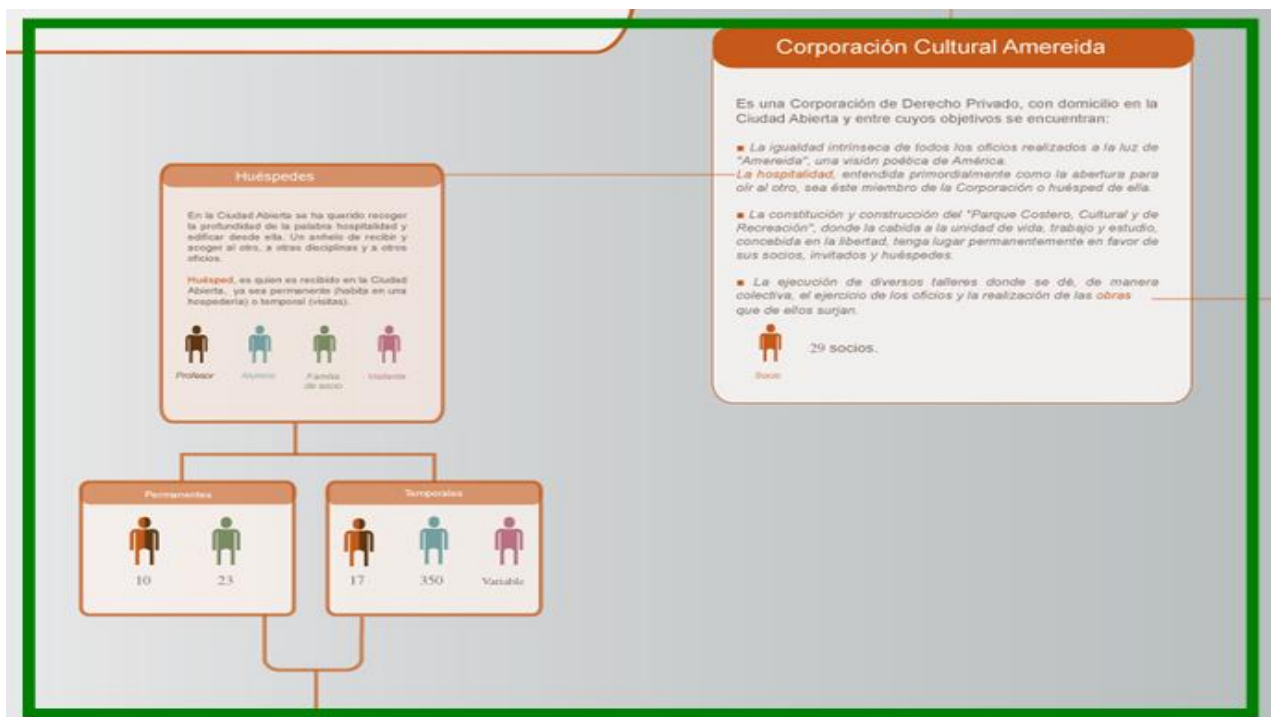 Corporación Cultural Amereida
Es una Corporación de Derecho Privado, con domicilio en la
Ciudad Abierta y entre cuyos objetivos se encuentran:
■ La igualdad intrínseca de todos los oficios realizados a la luz de
"Amereida", una visión poética de América.
La hospitalidad, entendida primordialmente como la abertura para
oír al otro, sea éste miembro de la Corporación o huésped de ella.
■ La constitución y construcción del "Parque Costero, Cultural y de
Recreación", donde la cabida a la unidad de vida, trabajo y estudio,
concebida en la libertad, tenga lugar permanentemente en favor de
sus socios, invitados y huéspedes.
■ La ejecución de diversos talleres donde se dé, de manera
colectiva, el ejercicio de los oficios y la realización de las obras
que de ellos surjan.
29 socios.
Socio
Huéspedes
En la Ciudad Abierta se ha querido recoger
la profundidad de la palabra hospitalidad y
edificar desde ella. Un anhelo de recibir y
acoger al otro, a otras disciplinas y a otros
oficios.
Huésped, es quien es recibido en la Ciudad
Abierta, ya sea permanente (habita en una
hospedería) o temporal (visitas).
Profesor Alumno Familia Visitante
de socio
Permanentes
10 23
Temporales
17 350 Variable